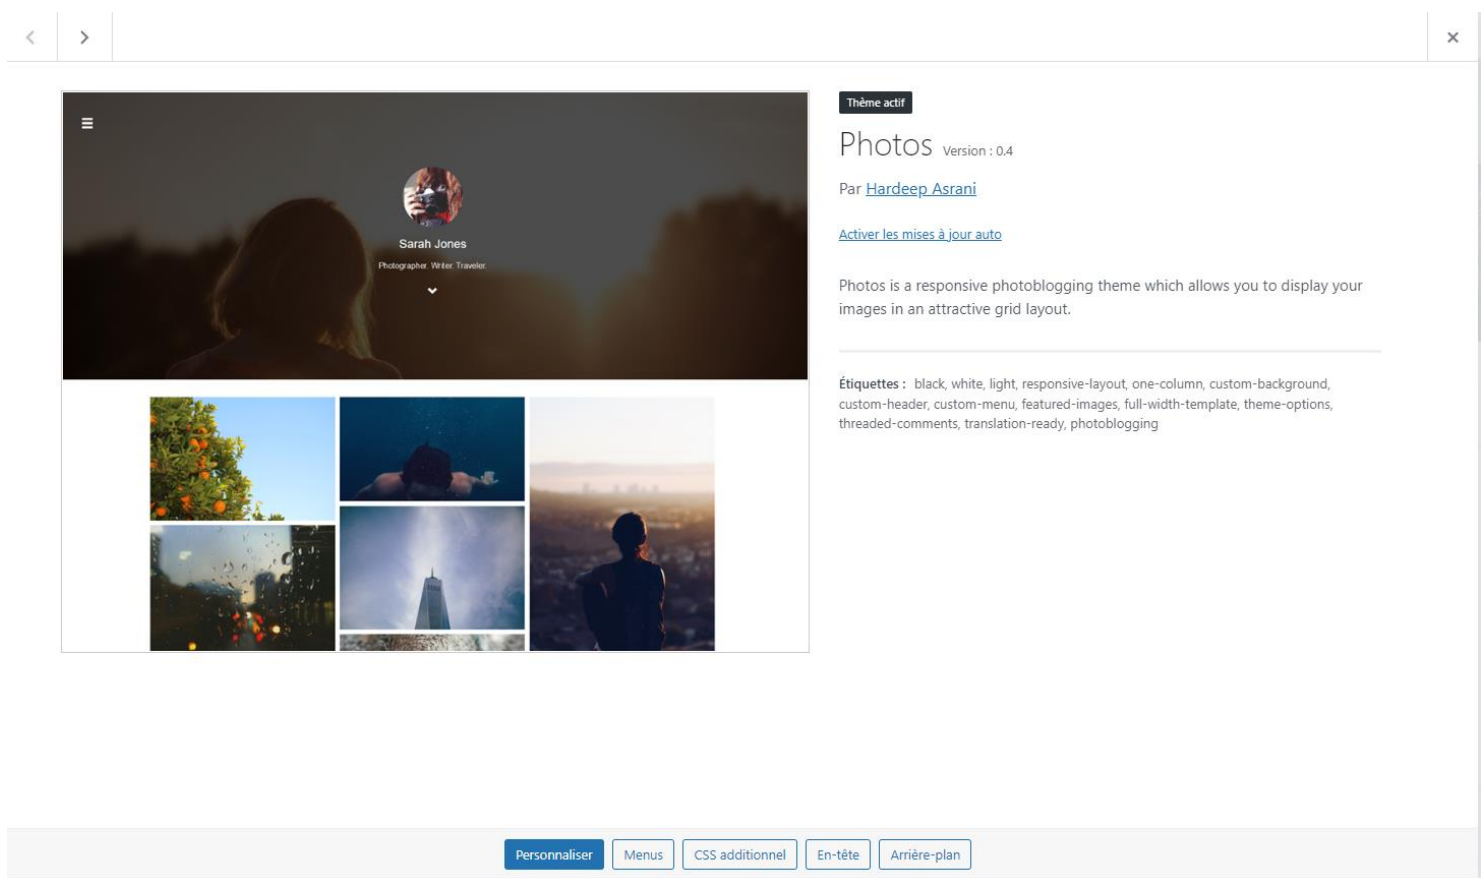 Thème actif
Photos Version : 0.4
Par Hardeep Asrani
Activer les mises à jour auto
Photos is a responsive photoblogging theme which allows you to display your
images in an attractive grid layout.
Étiquettes : black, white, light, responsive-layout, one-column, custom-background,
custom-header, custom-menu, featured-images, full-width-template, theme-options,
threaded-comments, translation-ready, photoblogging
Sarah Jones
Photographer. Writer. Traveler.
Personnaliser
Menus
CSS additionnel
En-tête
Arrière-plan